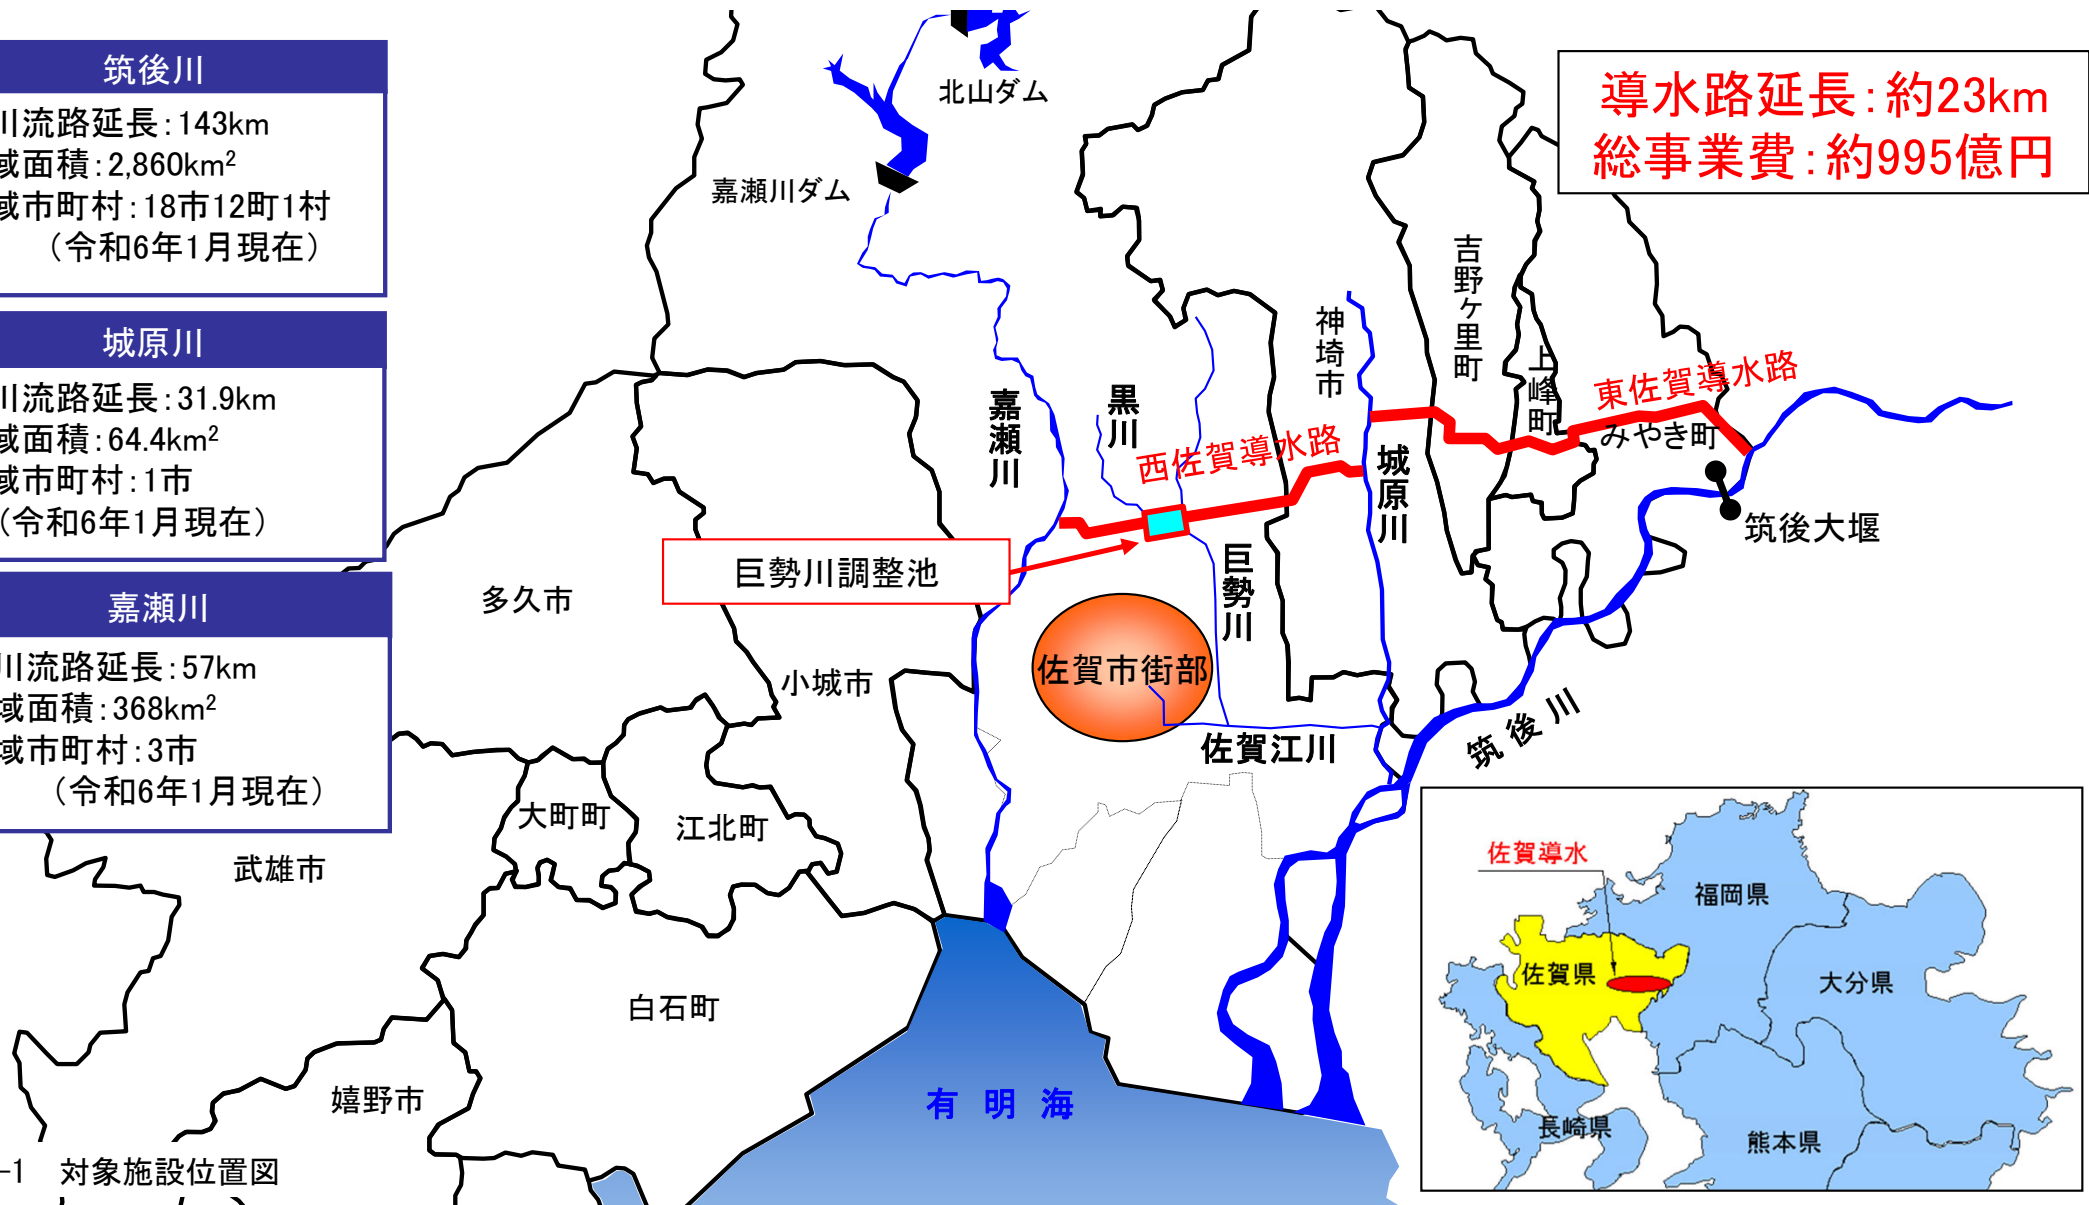 筑後川
川流路延長：143km
域面積：2,860km²
域市町村：18市12町1村
（令和6年1月現在）
城原川
川流路延長：31.9km
域面積：64.4km²
域市町村：1市
（令和6年1月現在）
嘉瀬川
川流路延長：57km
域面積：368km²
域市町村：3市
（令和6年1月現在）
導水路延長：約23km
総事業費：約995億円
北山ダム
嘉瀬川ダム
吉野ヶ里町
神埼市
上峰町
東佐賀導水路
みやき町
嘉瀬川
黒川
西佐賀導水路
城原川
筑後大堰
巨勢川調整池
巨勢川
多久市
小城市
佐賀市街部
佐賀江川
筑後川
大町町
江北町
武雄市
白石町
嬉野市
有明海
佐賀導水
福岡県
佐賀県
大分県
長崎県
熊本県
-1　対象施設位置図